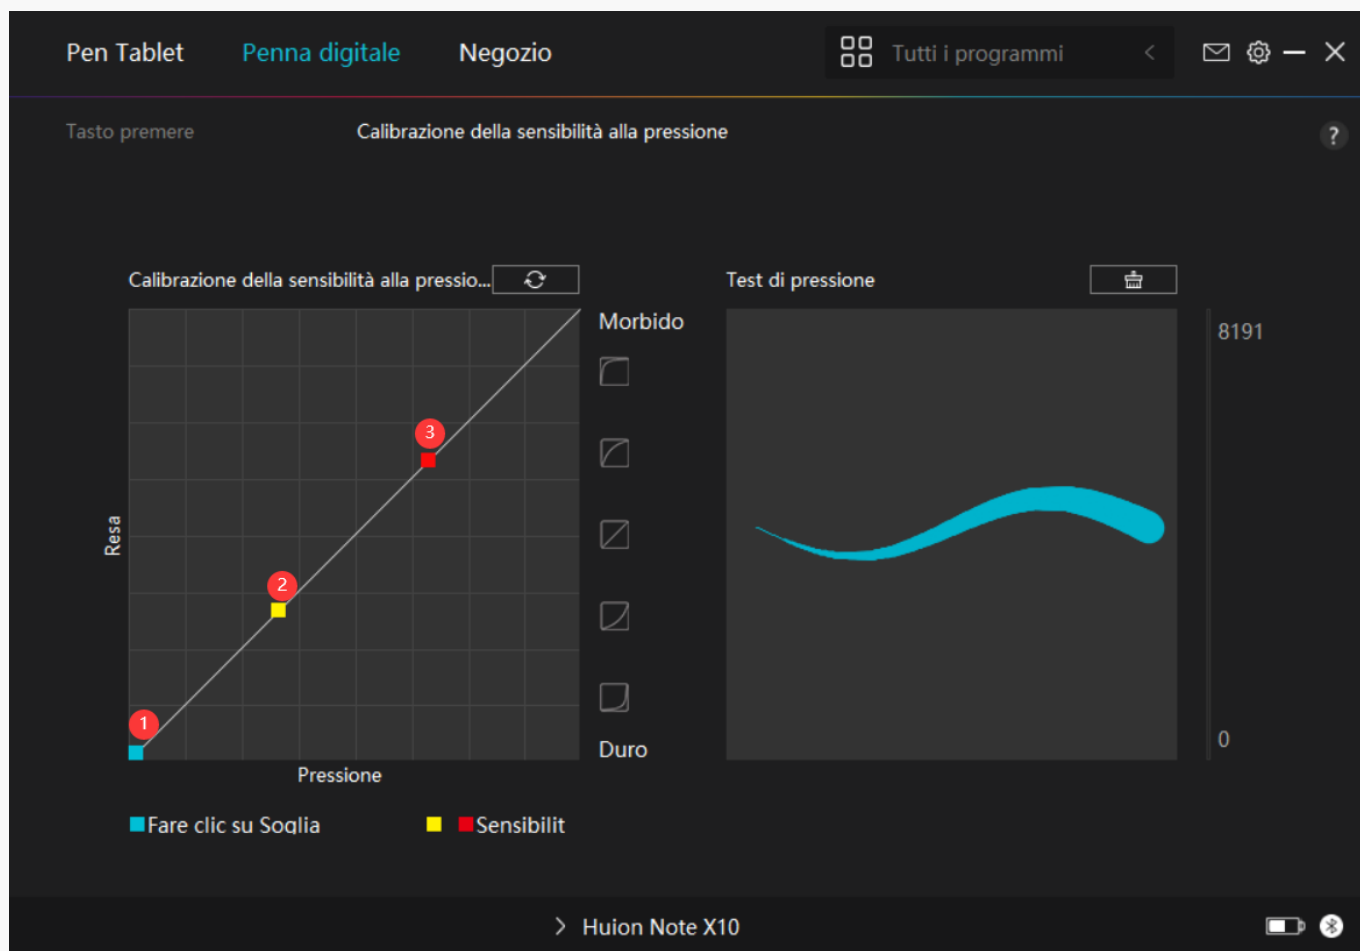 Pen Tablet Penna digitale Negozio Tutti i programmi
Tasto premere Calibrazione della sensibilità alla pressione ?
Calibrazione della sensibilità alla pressio... Test di pressione
Morbido
8191
3
Resa
2
1
Duro
0
Pressione
Fare clic su Soglia Sensibilit
> Huion Note X10